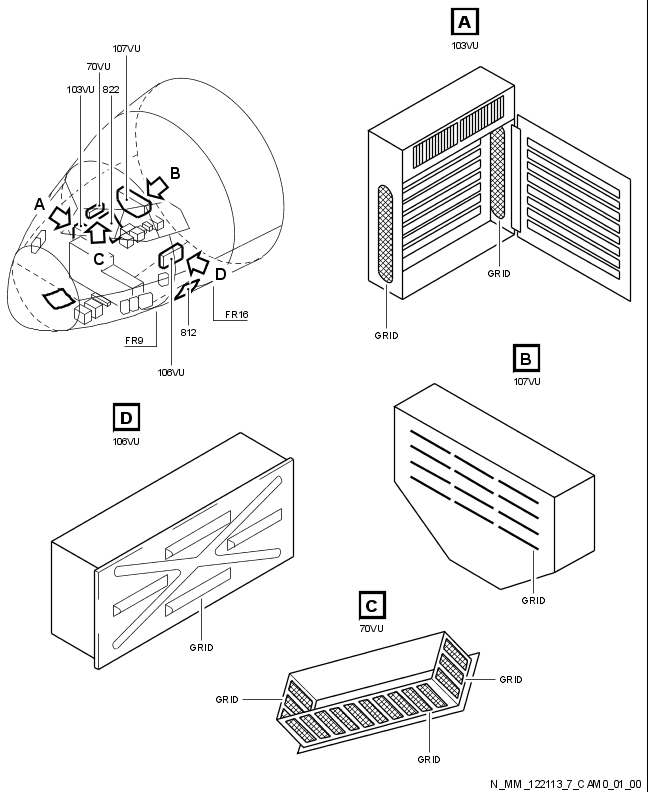 A
103VU
107VU
70VU
103VU 822
A
B
C
D
GRID
GRID
FR16
812
FR9
106VU
B
107VU
D
106VU
GRID
C
70VU
GRID
GRID
GRID
GRID
N_MM_122113_7_CAM0_01_00